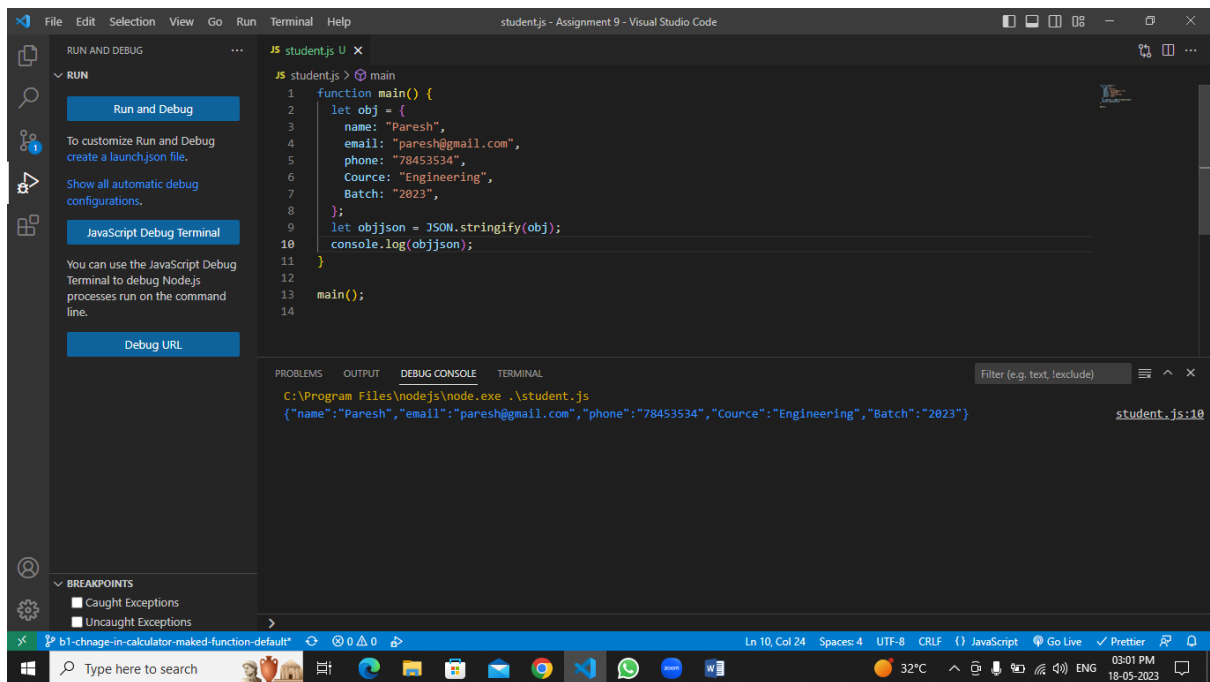 File Edit Selection View Go Run Terminal Help student.js - Assignment 9 - Visual Studio Code
RUN AND DEBUG ···
RUN
Run and Debug
To customize Run and Debug
create a launch.json file.
Show all automatic debug
configurations.
JavaScript Debug Terminal
You can use the JavaScript Debug
Terminal to debug Node.js
processes run on the command
line.
Debug URL
BREAKPOINTS
Caught Exceptions
Uncaught Exceptions
1
JS student.js U
JS student.js > main
1 function main() {
2 let obj = {
3 name: "Paresh",
4 email: "paresh@gmail.com",
5 phone: "78453534",
6 Cource: "Engineering",
7 Batch: "2023",
8 };
9 let objjson = JSON.stringify(obj);
10 console.log(objjson);
11 }
12
13 main();
14
PROBLEMS OUTPUT DEBUG CONSOLE TERMINAL Filter (e.g. text, !exclude)
C:\Program Files\nodejs\node.exe .\student.js
{"name":"Paresh","email":"paresh@gmail.com","phone":"78453534","Cource":"Engineering","Batch":"2023"} student.js:10
b1-chnage-in-calculator-maked-function-default* 0 0 Ln 10, Col 24 Spaces: 4 UTF-8 CRLF {} JavaScript Go Live Prettier
Type here to search zoom W 32°C ENG 03:01 PM
18-05-2023